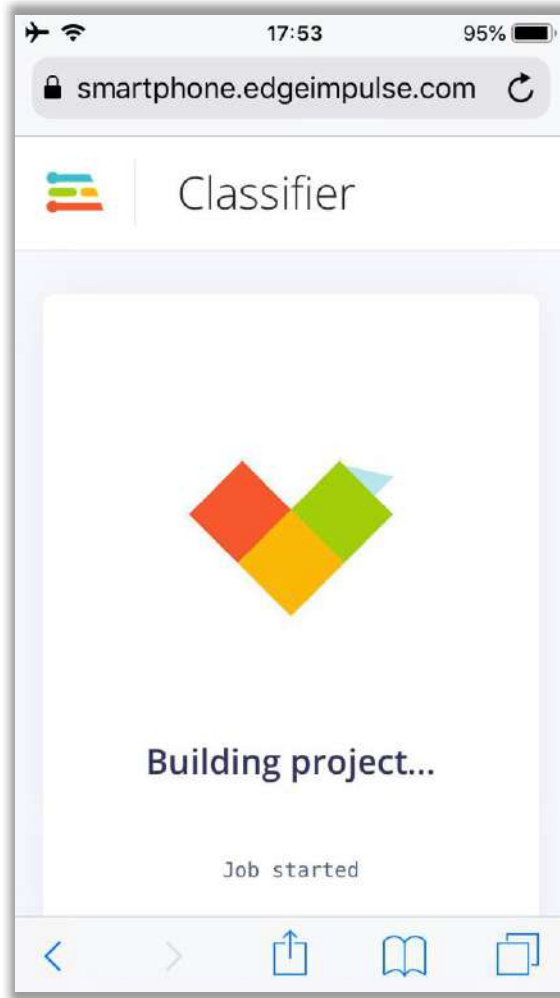 17:53
95%
smartphone.edgeimpulse.com
Classifier
Building project...
Job started